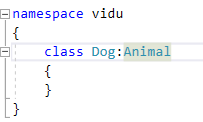 namespace vidu
{
    class Dog:Animal
    {
    }
}